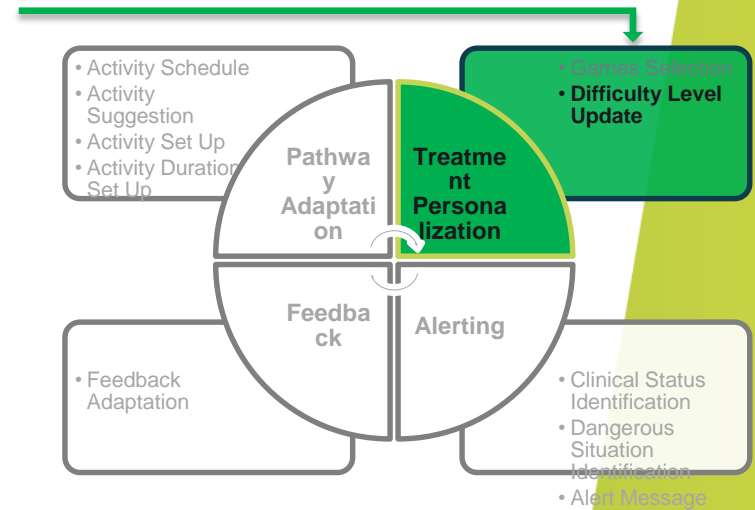 • Activity Schedule
• Activity
Suggestion
• Activity Set Up
• Activity Duration
Set Up
• Games Selection
• Difficulty Level
Update
Pathwa
y
Adaptati
on
Treatme
nt
Persona
lization
Feedba
ck
Alerting
• Feedback
Adaptation
• Clinical Status
Identification
• Dangerous
Situation
Identification
• Alert Message